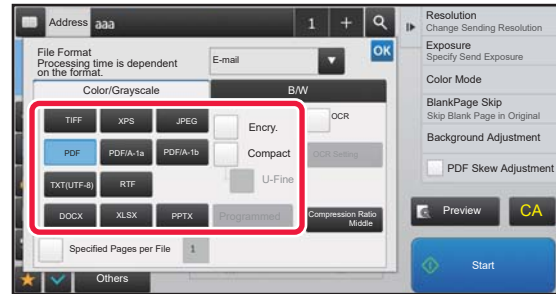 Address aaa 1 +
Resolution
Change Sending Resolution
Exposure
Specify Send Exposure
Color Mode
BlankPage Skip
Skip Blank Page in Original
Background Adjustment
PDF Skew Adjustment
Preview CA
Start
File Format
Processing time is dependent
on the format.
E-mail
OK
Color/Grayscale B/W
TIFF XPS JPEG Encry. OCR
PDF PDF/A-1a PDF/A-1b Compact OCR Setting
TXT(UTF-8) RTF U-Fine
DOCX XLSX PPTX Programmed Compression Ratio
Middle
Specified Pages per File 1
Others